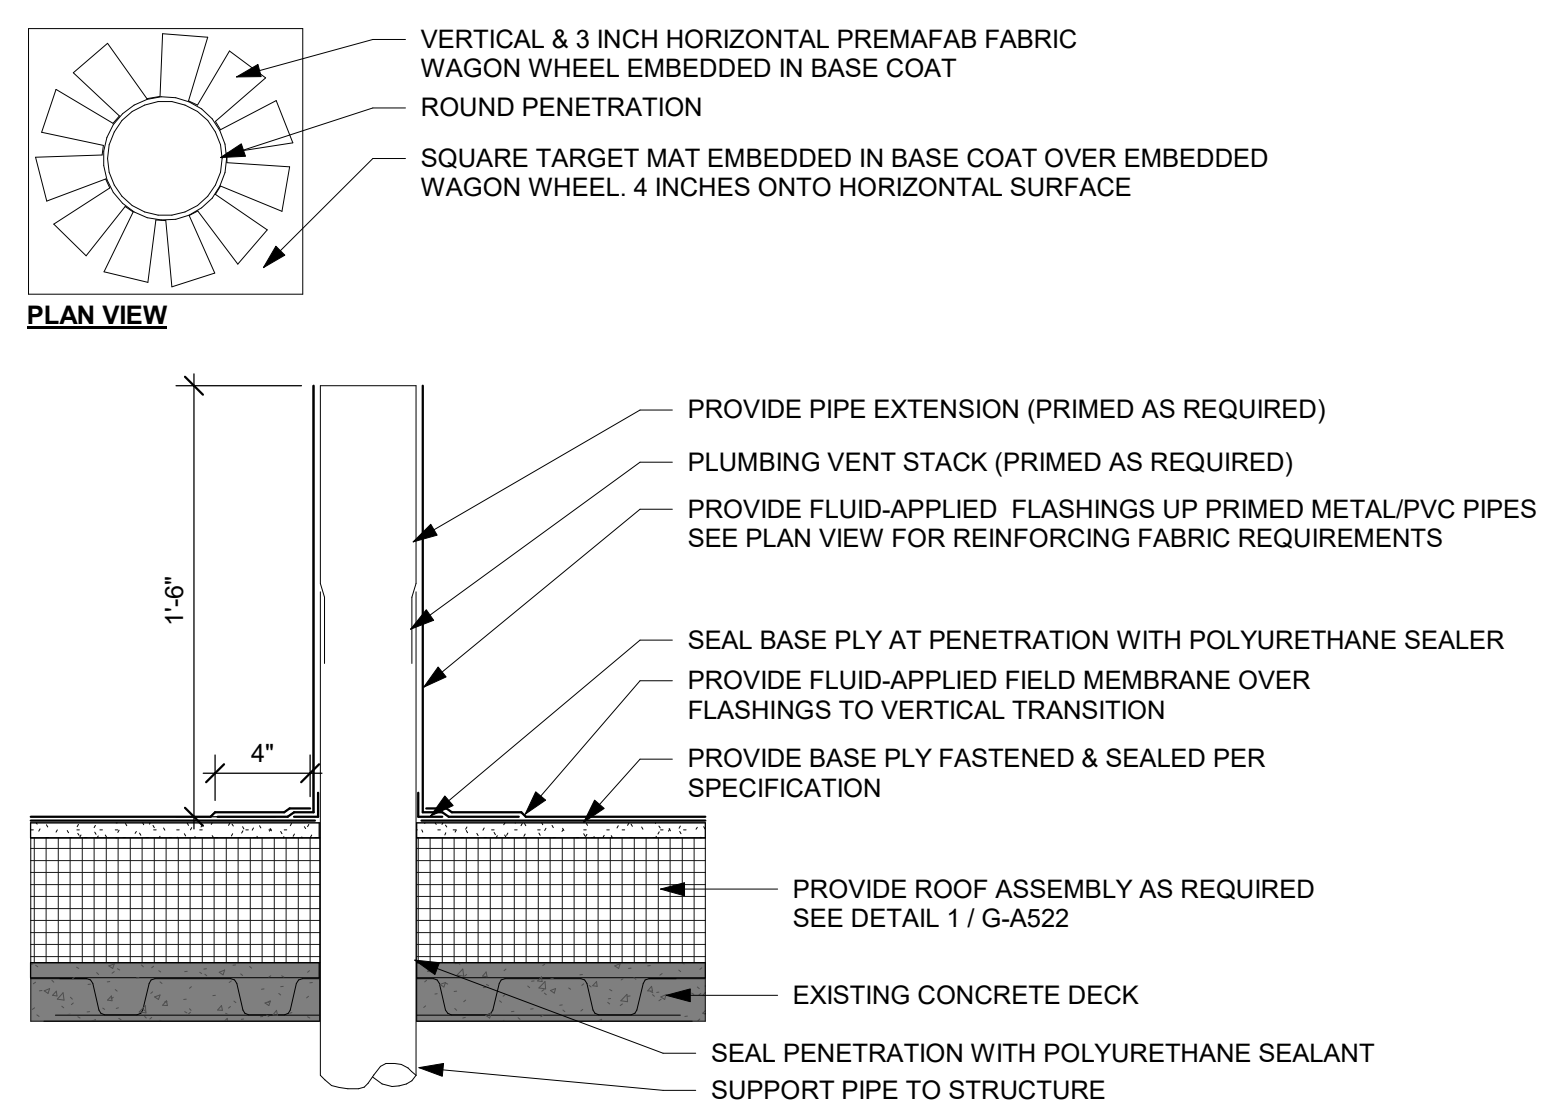 VERTICAL & 3 INCH HORIZONTAL PREMAFAB FABRIC
WAGON WHEEL EMBEDDED IN BASE COAT
ROUND PENETRATION
SQUARE TARGET MAT EMBEDDED IN BASE COAT OVER EMBEDDED
WAGON WHEEL. 4 INCHES ONTO HORIZONTAL SURFACE
PLAN VIEW
PROVIDE PIPE EXTENSION (PRIMED AS REQUIRED)
PLUMBING VENT STACK (PRIMED AS REQUIRED)
PROVIDE FLUID-APPLIED FLASHINGS UP PRIMED METAL/PVC PIPES
SEE PLAN VIEW FOR REINFORCING FABRIC REQUIREMENTS
1'-6"
SEAL BASE PLY AT PENETRATION WITH POLYURETHANE SEALER
PROVIDE FLUID-APPLIED FIELD MEMBRANE OVER
FLASHINGS TO VERTICAL TRANSITION
4"
PROVIDE BASE PLY FASTENED & SEALED PER
SPECIFICATION
PROVIDE ROOF ASSEMBLY AS REQUIRED
SEE DETAIL 1 / G-A522
EXISTING CONCRETE DECK
SEAL PENETRATION WITH POLYURETHANE SEALANT
SUPPORT PIPE TO STRUCTURE